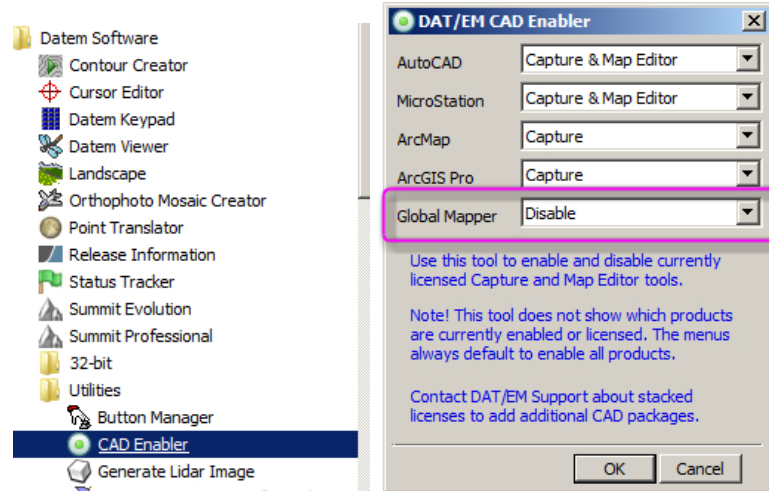 Datem Software
Contour Creator
Cursor Editor
Datem Keypad
Datem Viewer
Landscape
Orthophoto Mosaic Creator
Point Translator
Release Information
Status Tracker
Summit Evolution
Summit Professional
32-bit
Utilities
Button Manager
CAD Enabler
Generate Lidar Image
DAT/EM CAD Enabler
AutoCAD Capture & Map Editor
MicroStation Capture & Map Editor
ArcMap Capture
ArcGIS Pro Capture
Global Mapper Disable
Use this tool to enable and disable currently
licensed Capture and Map Editor tools.
Note! This tool does not show which products
are currently enabled or licensed. The menus
always default to enable all products.
Contact DAT/EM Support about stacked
licenses to add additional CAD packages.
OK Cancel